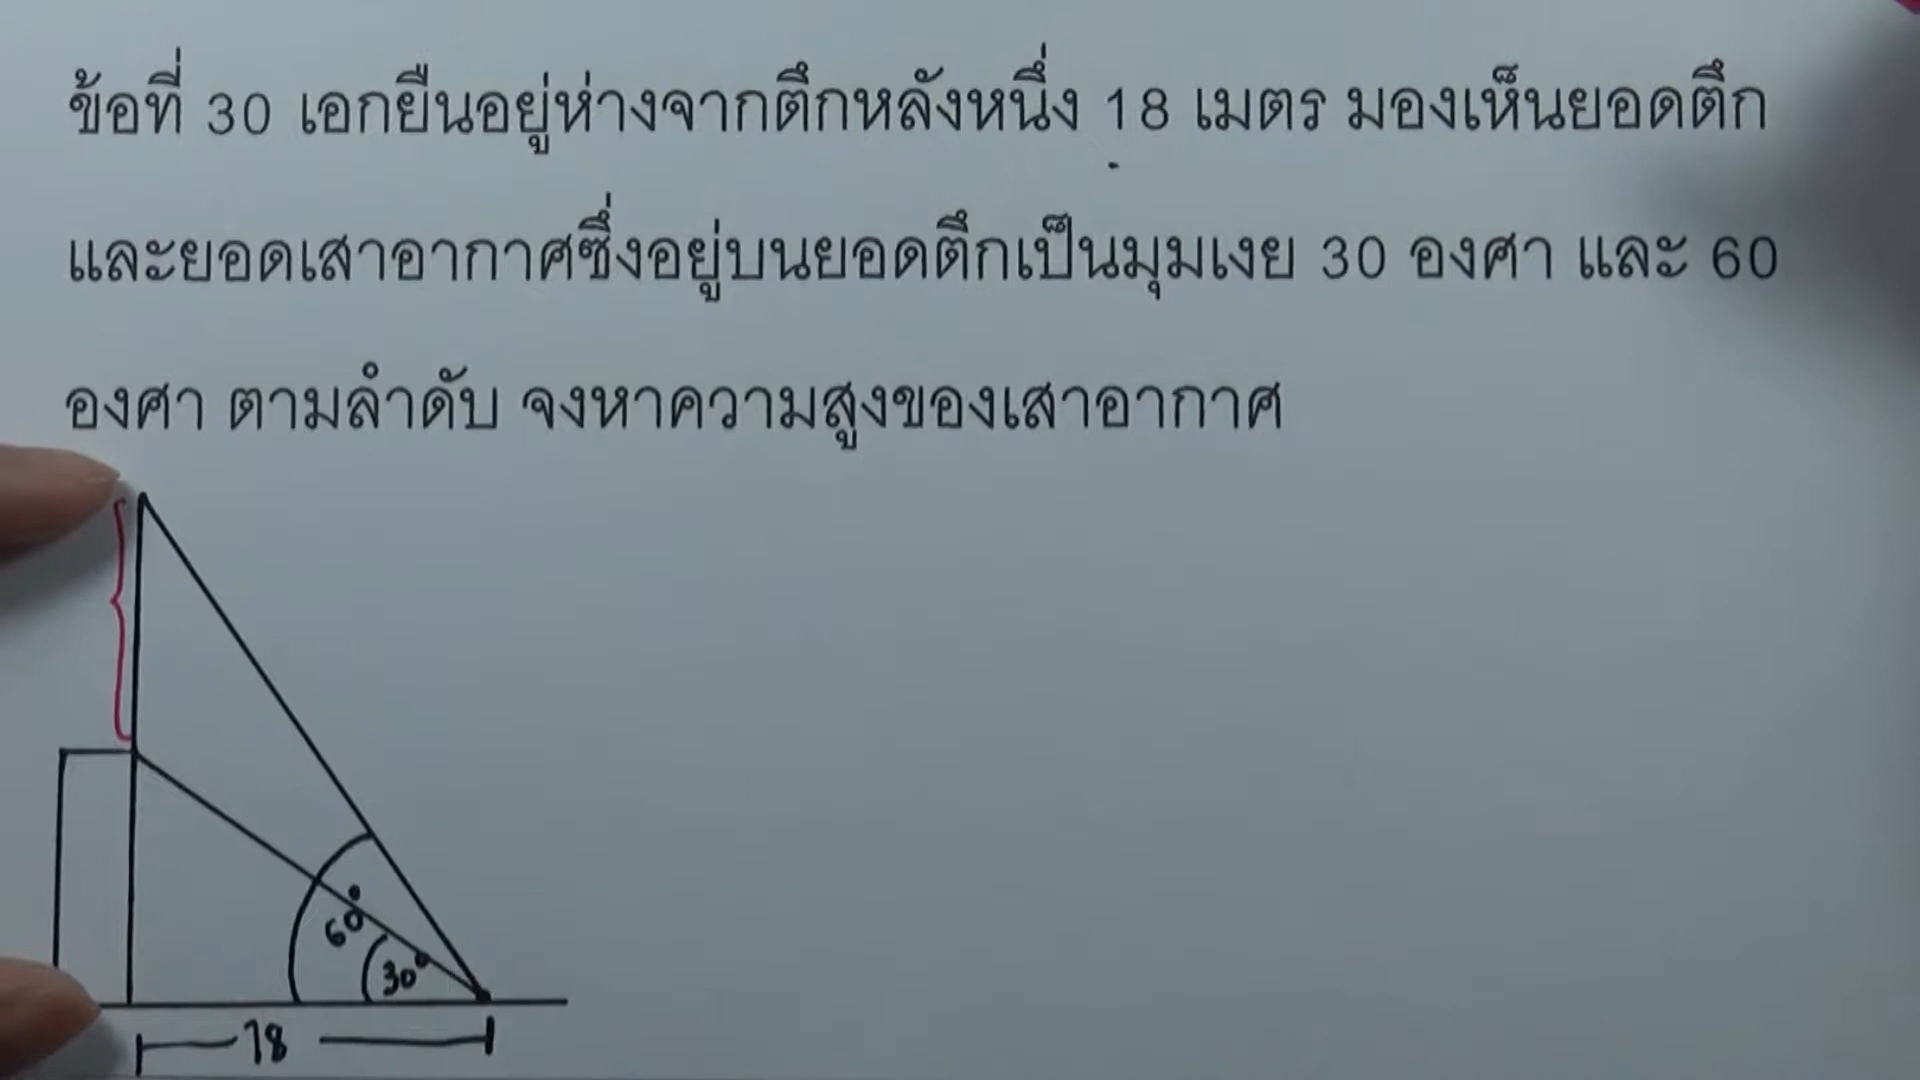 ข้อที่ 30 เอกยืนอยู่ห่างจากตึกหลังหนึ่ง 18 เมตร มองเห็นยอดตึก
และยอดเสาอากาศซึ่งอยู่บนยอดตึกเป็นมุมเงย 30 องศา และ 60
องศา ตามลำดับ จงหาความสูงของเสาอากาศ
60°
30°
18